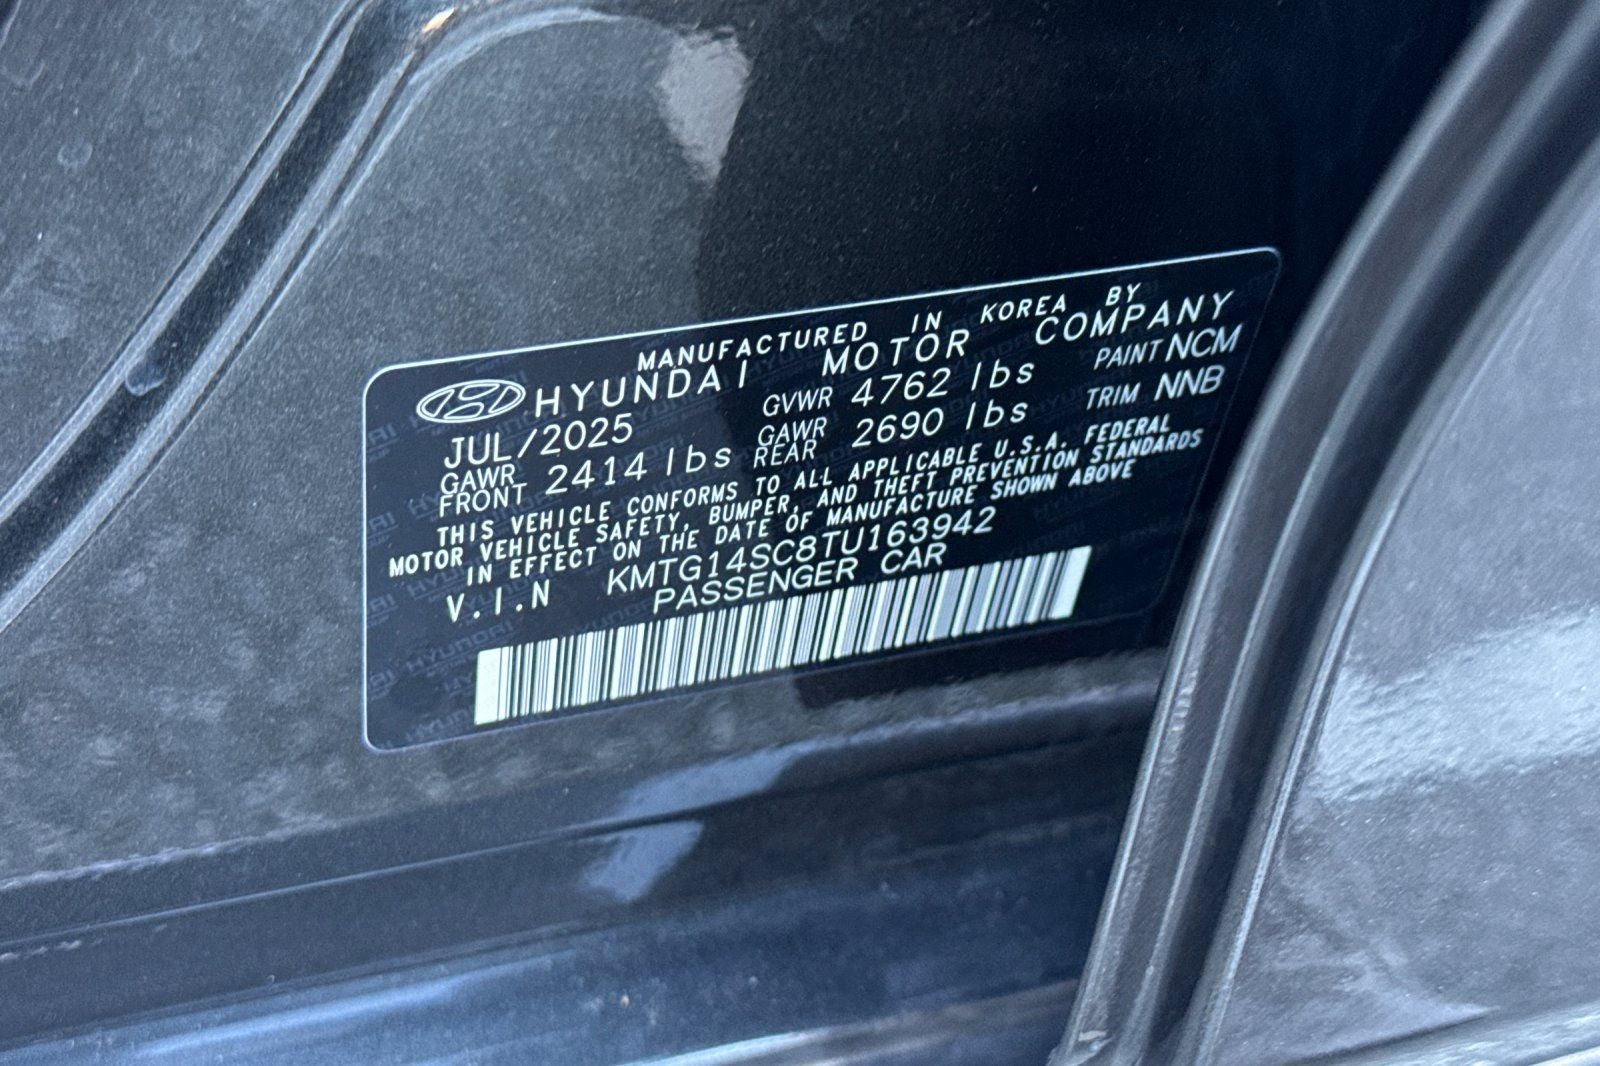 MANUFACTURED IN KOREA BY
HYUNDAI MOTOR COMPANY
JUL/2025 GVWR 4762 lbs PAINT NCM
GAWR FRONT 2414 lbs GAWR REAR 2690 lbs TRIM NNB
THIS VEHICLE CONFORMS TO ALL APPLICABLE U.S.A. FEDERAL
MOTOR VEHICLE SAFETY, BUMPER, AND THEFT PREVENTION STANDARDS
IN EFFECT ON THE DATE OF MANUFACTURE SHOWN ABOVE
V.I.N KMTG14SC8TU163942
PASSENGER CAR